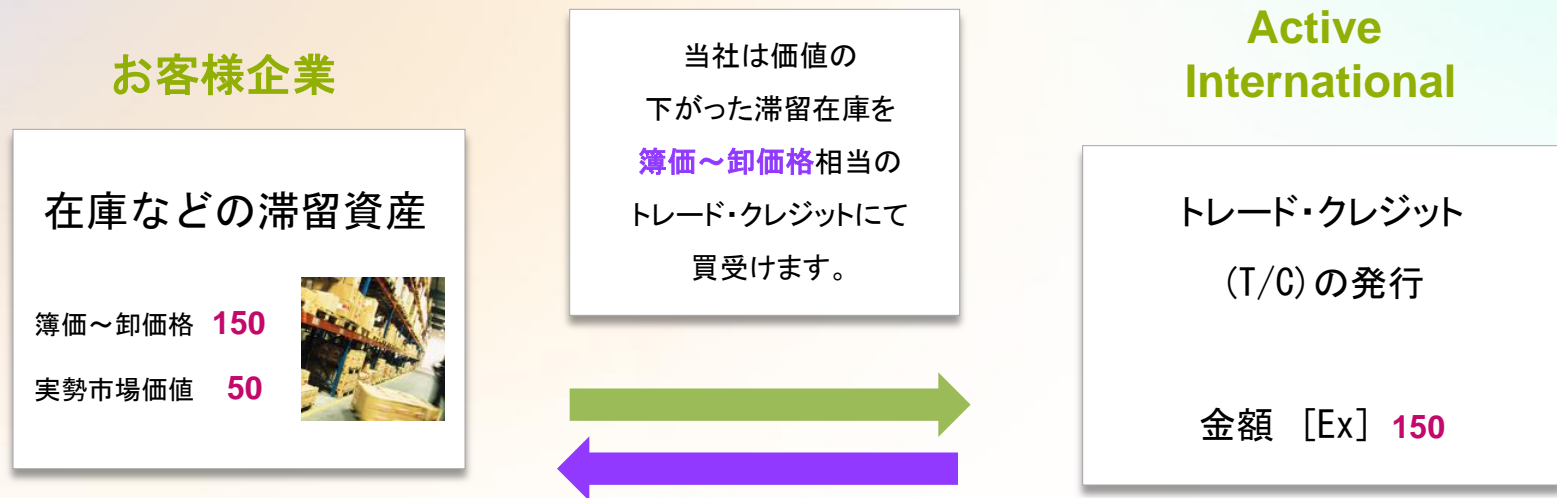 お客様企業
在庫などの滞留資産
簿価～卸価格 150
実勢市場価値 50
当社は価値の
下がった滞留在庫を
簿価～卸価格相当の
トレード・クレジットにて
買受けます。
Active
International
トレード・クレジット
(T/C)の発行
金額 [Ex] 150